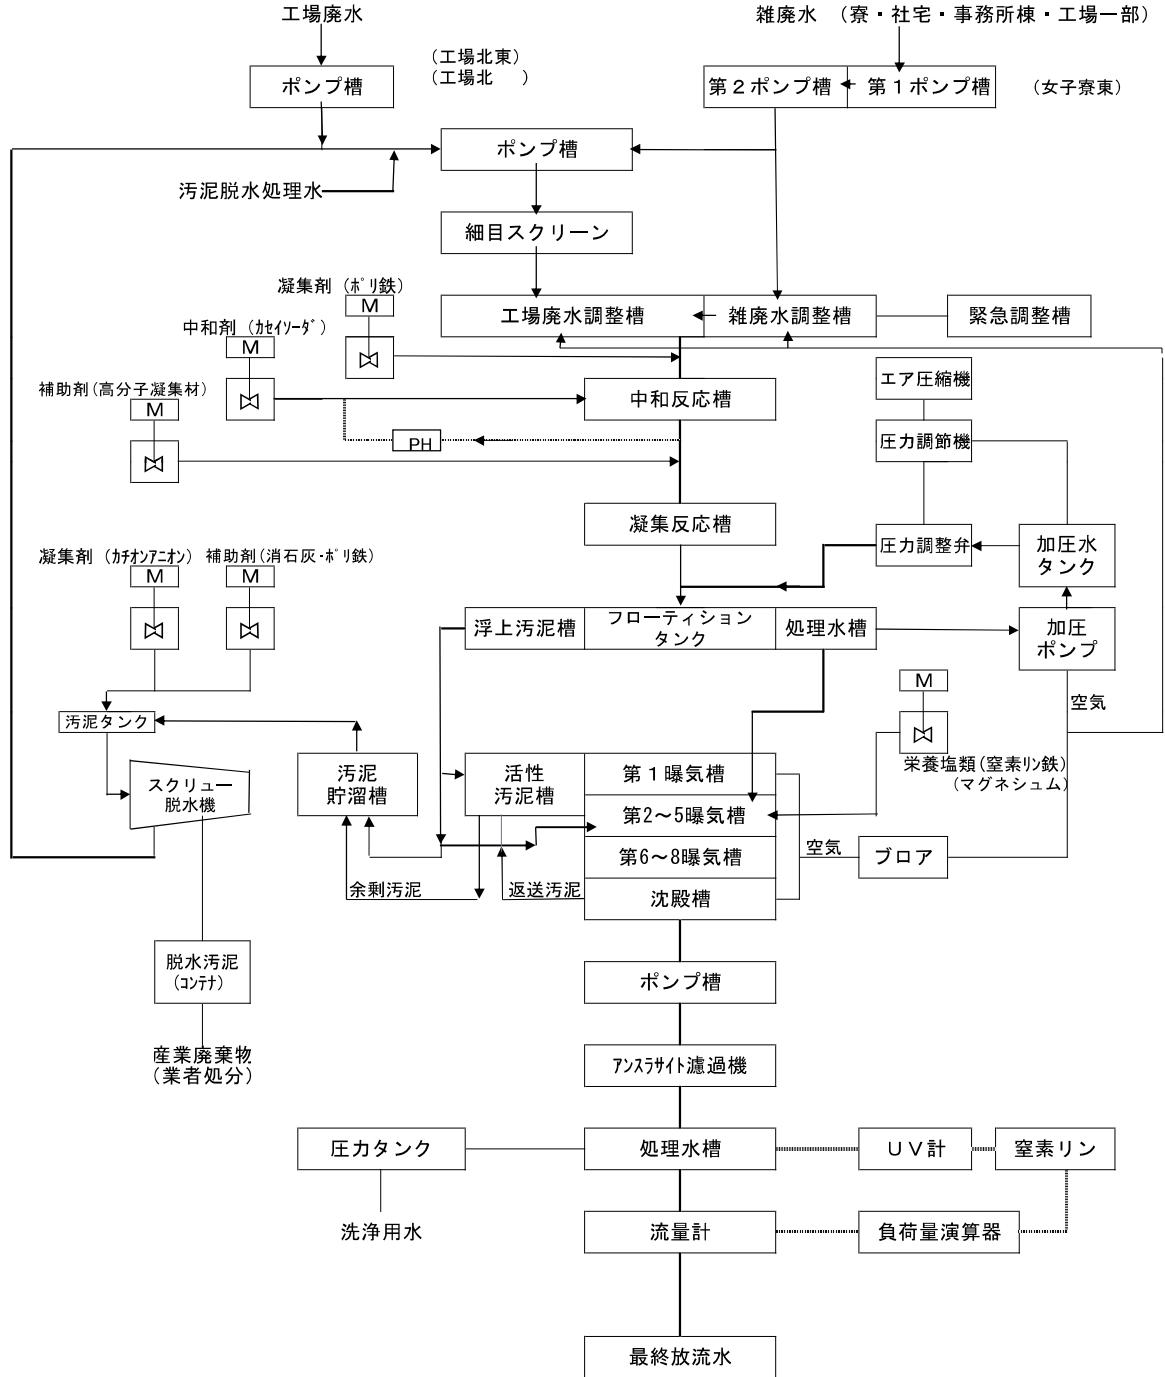 工場廃水
雑廃水 （寮・社宅・事務所棟・工場一部）
（工場北東）
（工場北　）
ポンプ槽
第２ポンプ槽
第１ポンプ槽
（女子寮東）
ポンプ槽
汚泥脱水処理水
細目スクリーン
凝集剤（ﾎﾟﾘ鉄）
M
工場廃水調整槽
雑廃水調整槽
緊急調整槽
中和剤（ｶｾｲｿｰﾀﾞ）
M
エア圧縮機
補助剤(高分子凝集材)
M
中和反応槽
PH
圧力調節機
凝集反応槽
圧力調整弁
加圧水
タンク
凝集剤（ｶﾁｵﾝｱﾆｵﾝ）
補助剤(消石灰・ﾎﾟﾘ鉄)
M
M
浮上汚泥槽
フローティション
タンク
処理水槽
加圧
ポンプ
M
空気
汚泥タンク
栄養塩類(窒素リン鉄)
(マグネシュム)
スクリュー
脱水機
汚泥
貯溜槽
活性
汚泥槽
第１曝気槽
第2～5曝気槽
第6～8曝気槽
沈殿槽
空気
ブロア
余剰汚泥
返送汚泥
脱水汚泥
(ｺﾝﾃﾅ)
ポンプ槽
産業廃棄物
（業者処分）
ｱﾝｽﾗｻｲﾄ濾過機
圧力タンク
処理水槽
ＵＶ計
窒素リン
洗浄用水
流量計
負荷量演算器
最終放流水